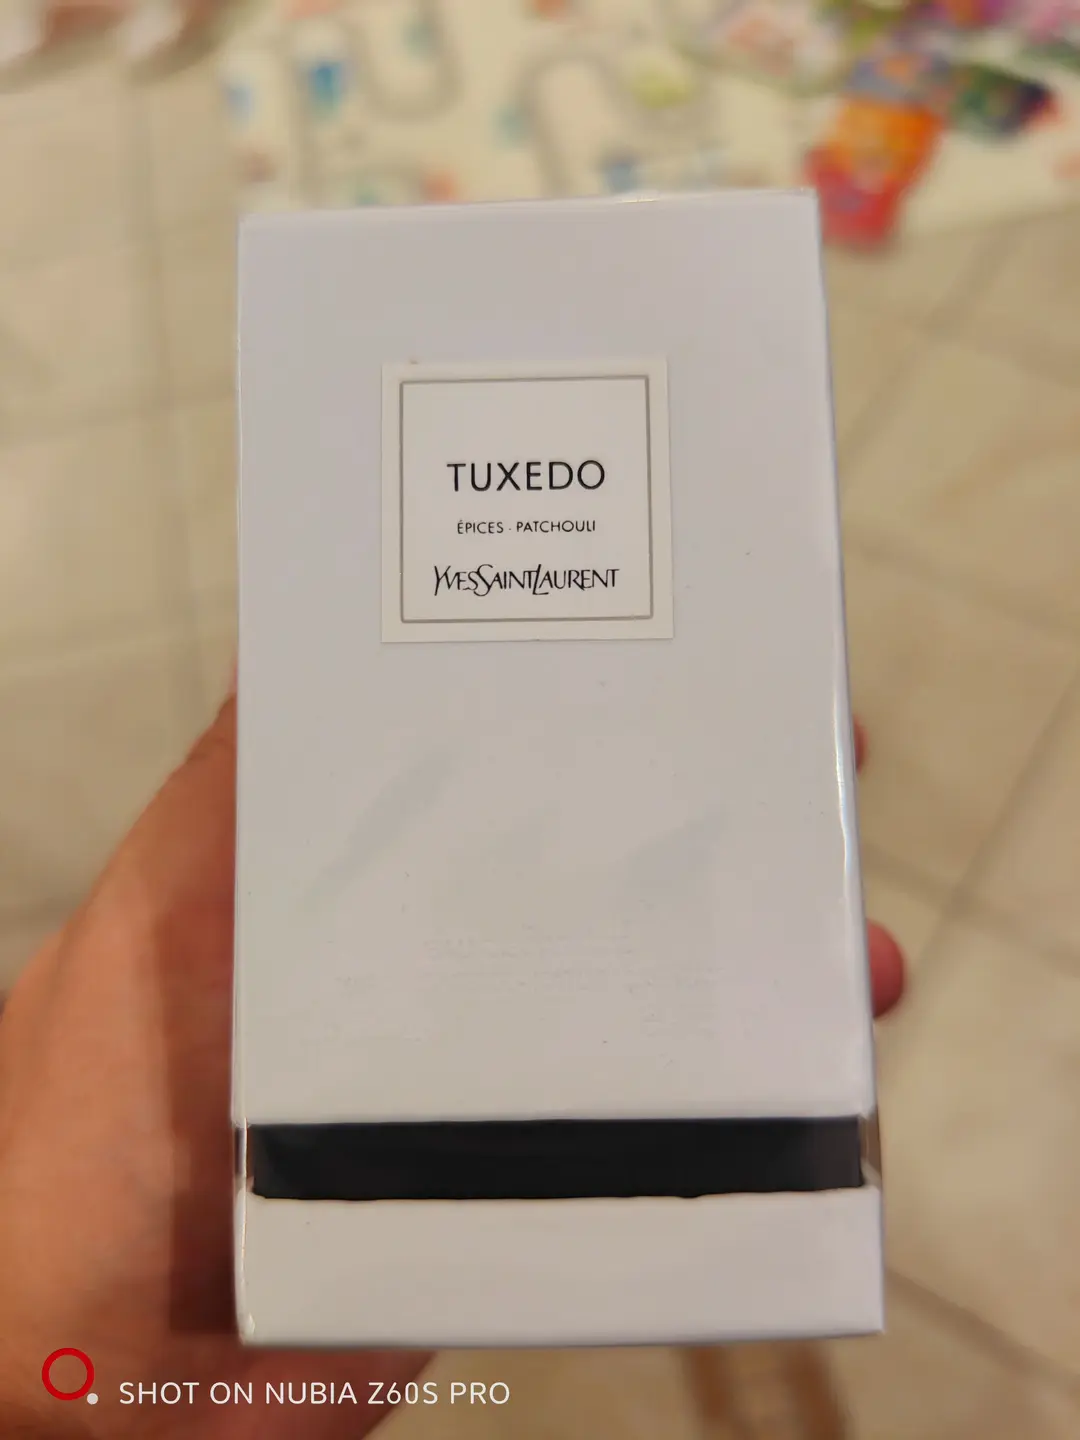 TUXEDO
ÉPICES · PATCHOULI
YVESSAINTLAURENT
SHOT ON NUBIA Z60S PRO